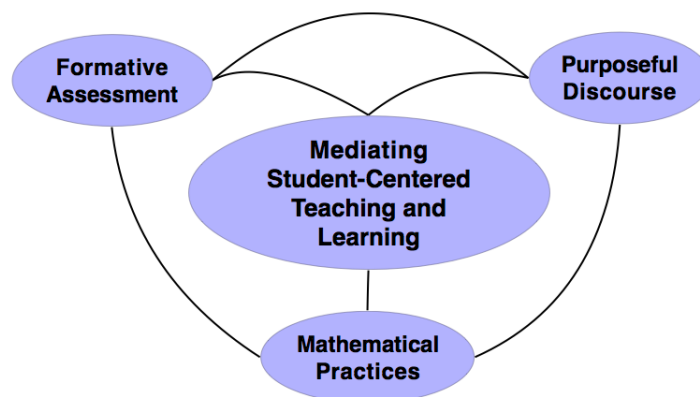 Formative
Assessment
Purposeful
Discourse
Mediating
Student-Centered
Teaching and
Learning
Mathematical
Practices